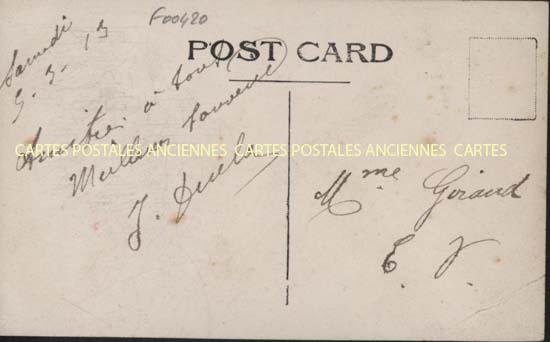 F00420
POST CARD
Samedi
5-3-13
Amitiés à tous
Meilleur souvenir
J.
CARTES POSTALES ANCIENNES CARTES POSTALES ANCIENNES CARTES
Mme Giraud
E. V.